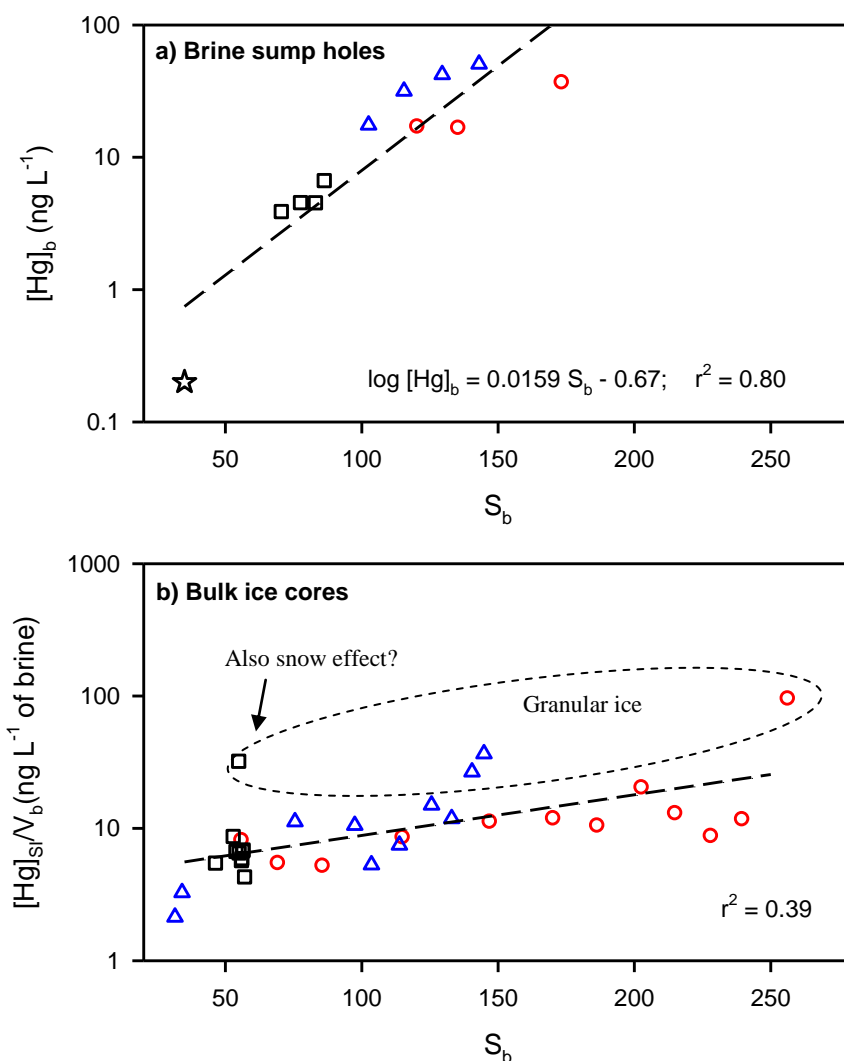 100
a) Brine sump holes
10
1
0.1
[Hg]b (ng L-1)
log [Hg]b = 0.0159 Sb - 0.67; r2 = 0.80
50 100 150 200 250
Sb
1000
b) Bulk ice cores
Also snow effect?
100
Granular ice
10
1
[Hg]SI/Vb (ng L-1 of brine)
r2 = 0.39
50 100 150 200 250
Sb